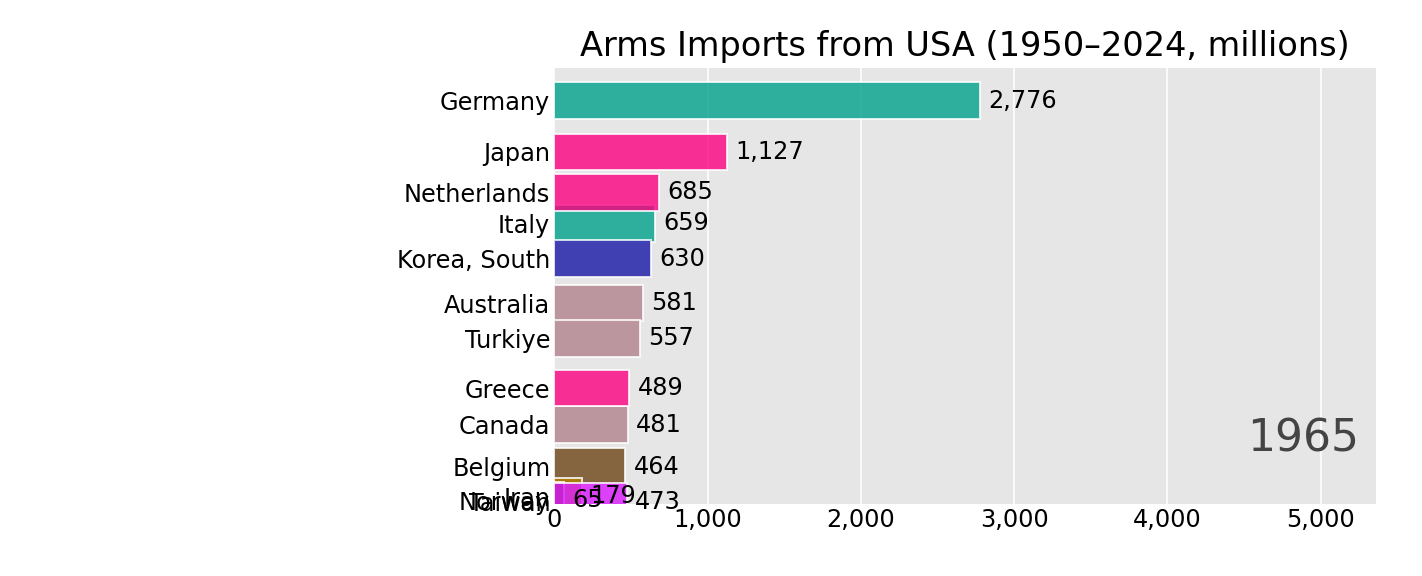 Arms Imports from USA (1950–2024, millions)
Germany 2,776
Japan 1,127
Netherlands 685
Italy 659
Korea, South 630
Australia 581
Turkiye 557
Greece 489
Canada 481
1965
Belgium 464
Iran 179
Norway 65
Taiwan 473
0 1,000 2,000 3,000 4,000 5,000